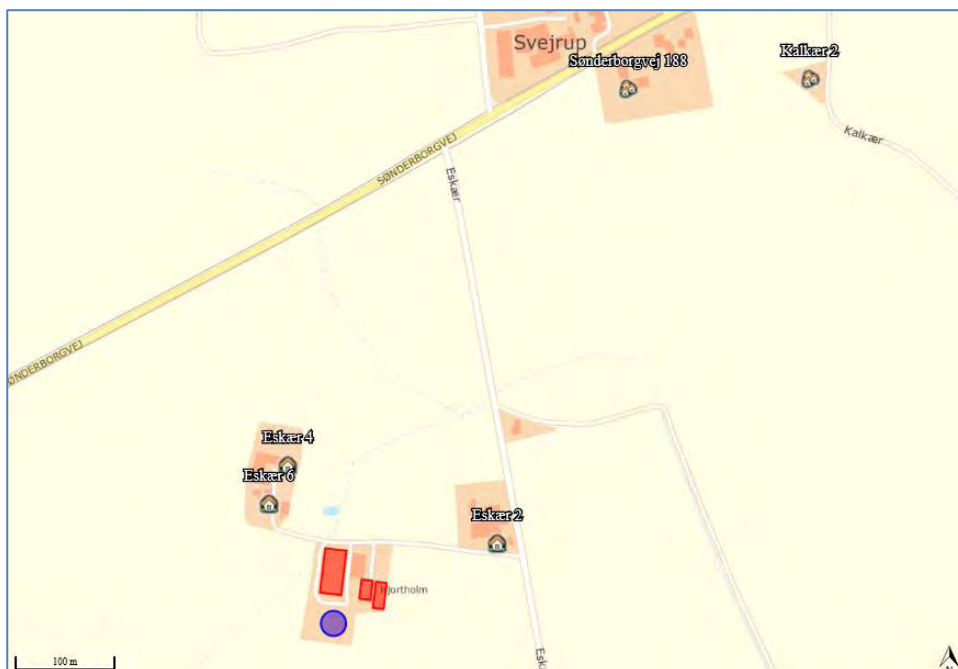 Svejrup
Kalkær 2
Sønderborgvej 188
Kalkær
SØNDERBORGVEJ
Eskær
SØNDERBORGVEJ
Eskær 4
Eskær 6
Eskær 2
Hjortholm
100 m